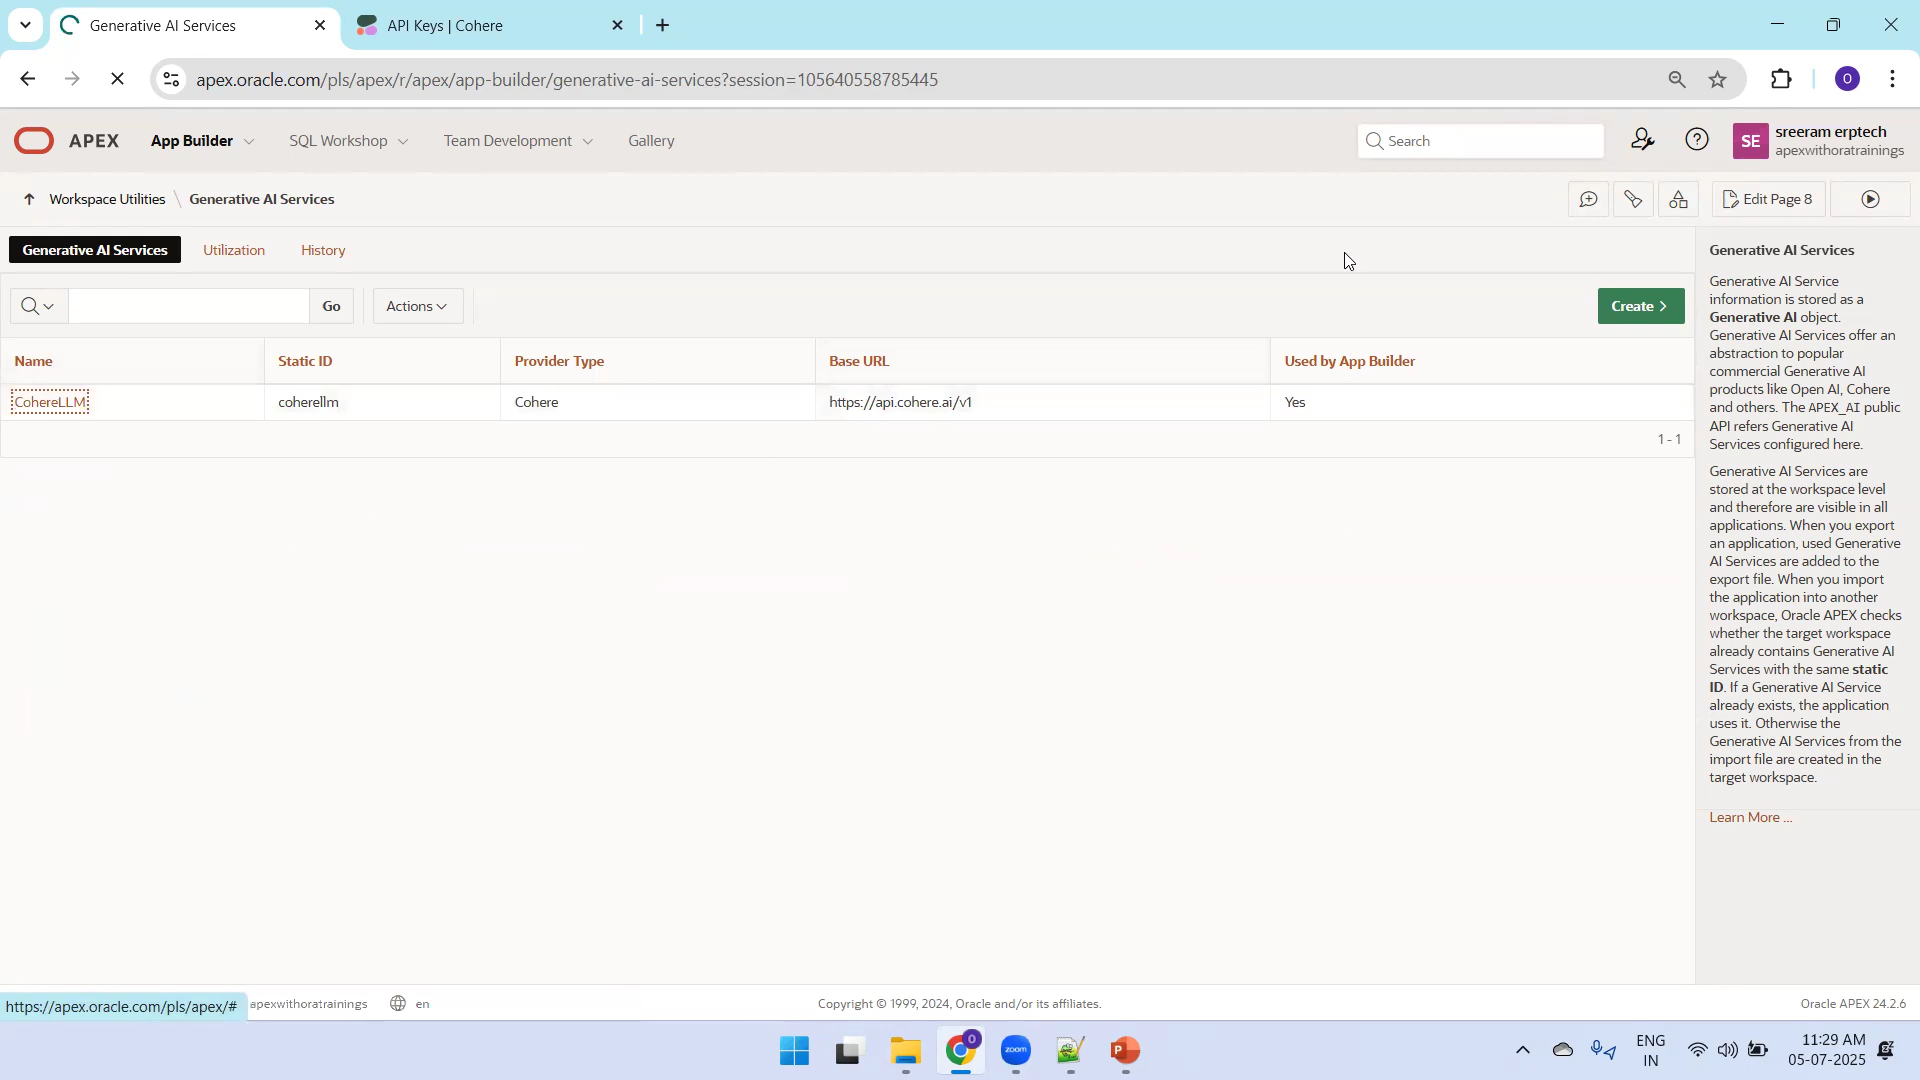 Generative AI Services
API Keys | Cohere
apex.oracle.com/pls/apex/r/apex/app-builder/generative-ai-services?session=105640558785445
O
APEX
App Builder
SQL Workshop
Team Development
Gallery
Search
SE
sreeram erptech
apexwithoratrainings
Workspace Utilities \ Generative AI Services
Edit Page 8
Generative AI Services
Utilization
History
Go
Actions
Create >
Name
Static ID
Provider Type
Base URL
Used by App Builder
CohereLLM
coherellm
Cohere
https://api.cohere.ai/v1
Yes
1 - 1
Generative AI Services
Generative AI Service
information is stored as a
Generative AI object.
Generative AI Services offer an
abstraction to popular
commercial Generative AI
products like Open AI, Cohere
and others. The APEX_AI public
API refers Generative AI
Services configured here.
Generative AI Services are
stored at the workspace level
and therefore are visible in all
applications. When you export
an application, used Generative
AI Services are added to the
export file. When you import
the application into another
workspace, Oracle APEX checks
whether the target workspace
already contains Generative AI
Services with the same static
ID. If a Generative AI Service
already exists, the application
uses it. Otherwise the
Generative AI Services from the
import file are created in the
target workspace.
Learn More ...
https://apex.oracle.com/pls/apex/#
apexwithoratrainings
en
Copyright © 1999, 2024, Oracle and/or its affiliates.
Oracle APEX 24.2.6
O
zoom
P
ENG
IN
11:29 AM
05-07-2025